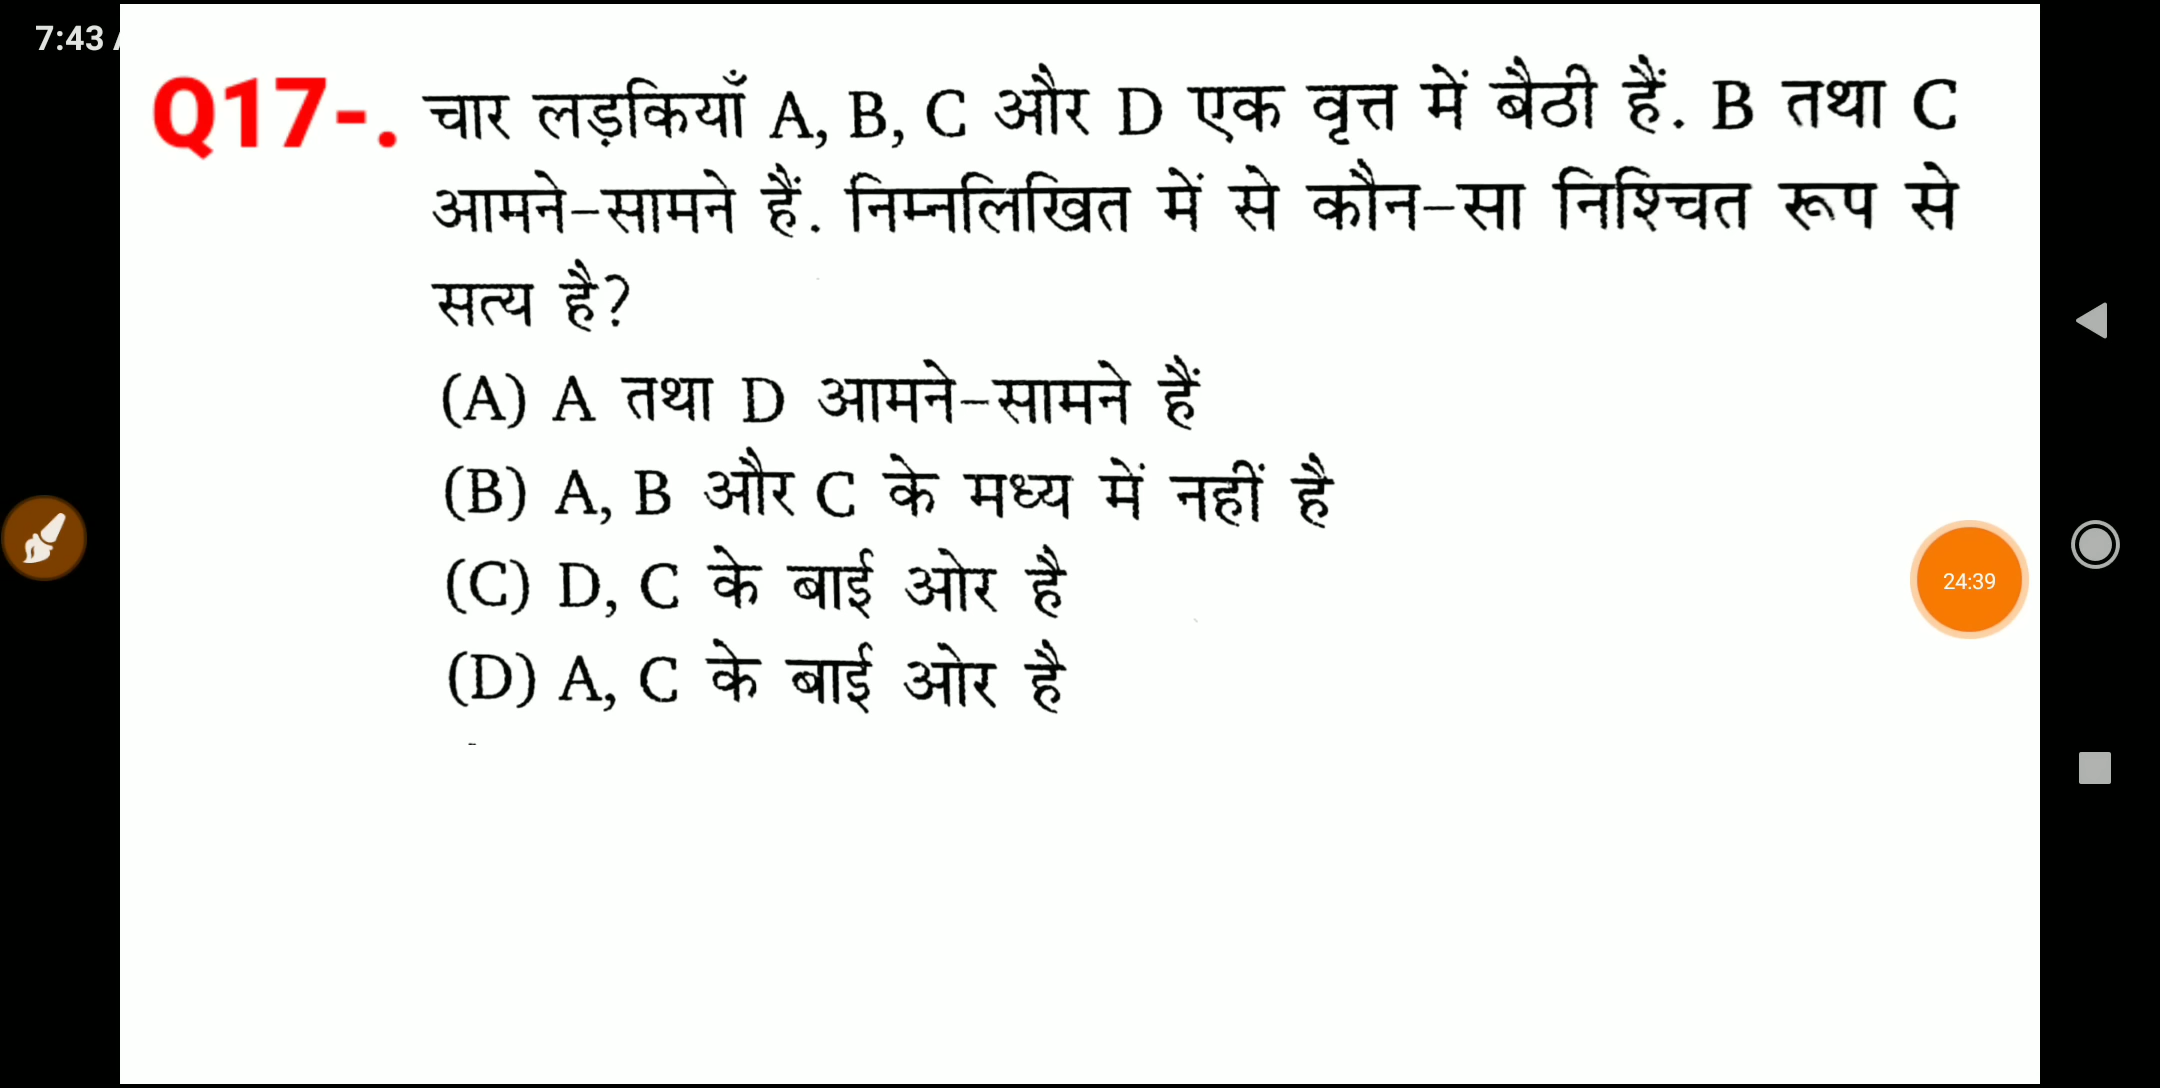 7:43
Q17-. चार लड़कियाँ A, B, C और D एक वृत्त में बैठी हैं. B तथा C
आमने-सामने हैं. निम्नलिखित में से कौन-सा निश्चित रूप से
सत्य है?
(A) A तथा D आमने-सामने हैं
(B) A, B और C के मध्य में नहीं है
(C) D, C के बाईं ओर है
(D) A, C के बाईं ओर है
24:39